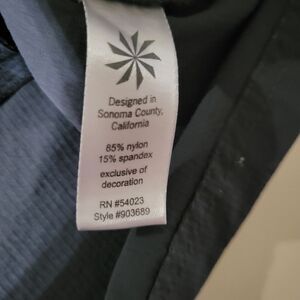 Designed in
Sonoma County,
California
85% nylon
15% spandex
exclusive of
decoration
RN #54023
Style #903689